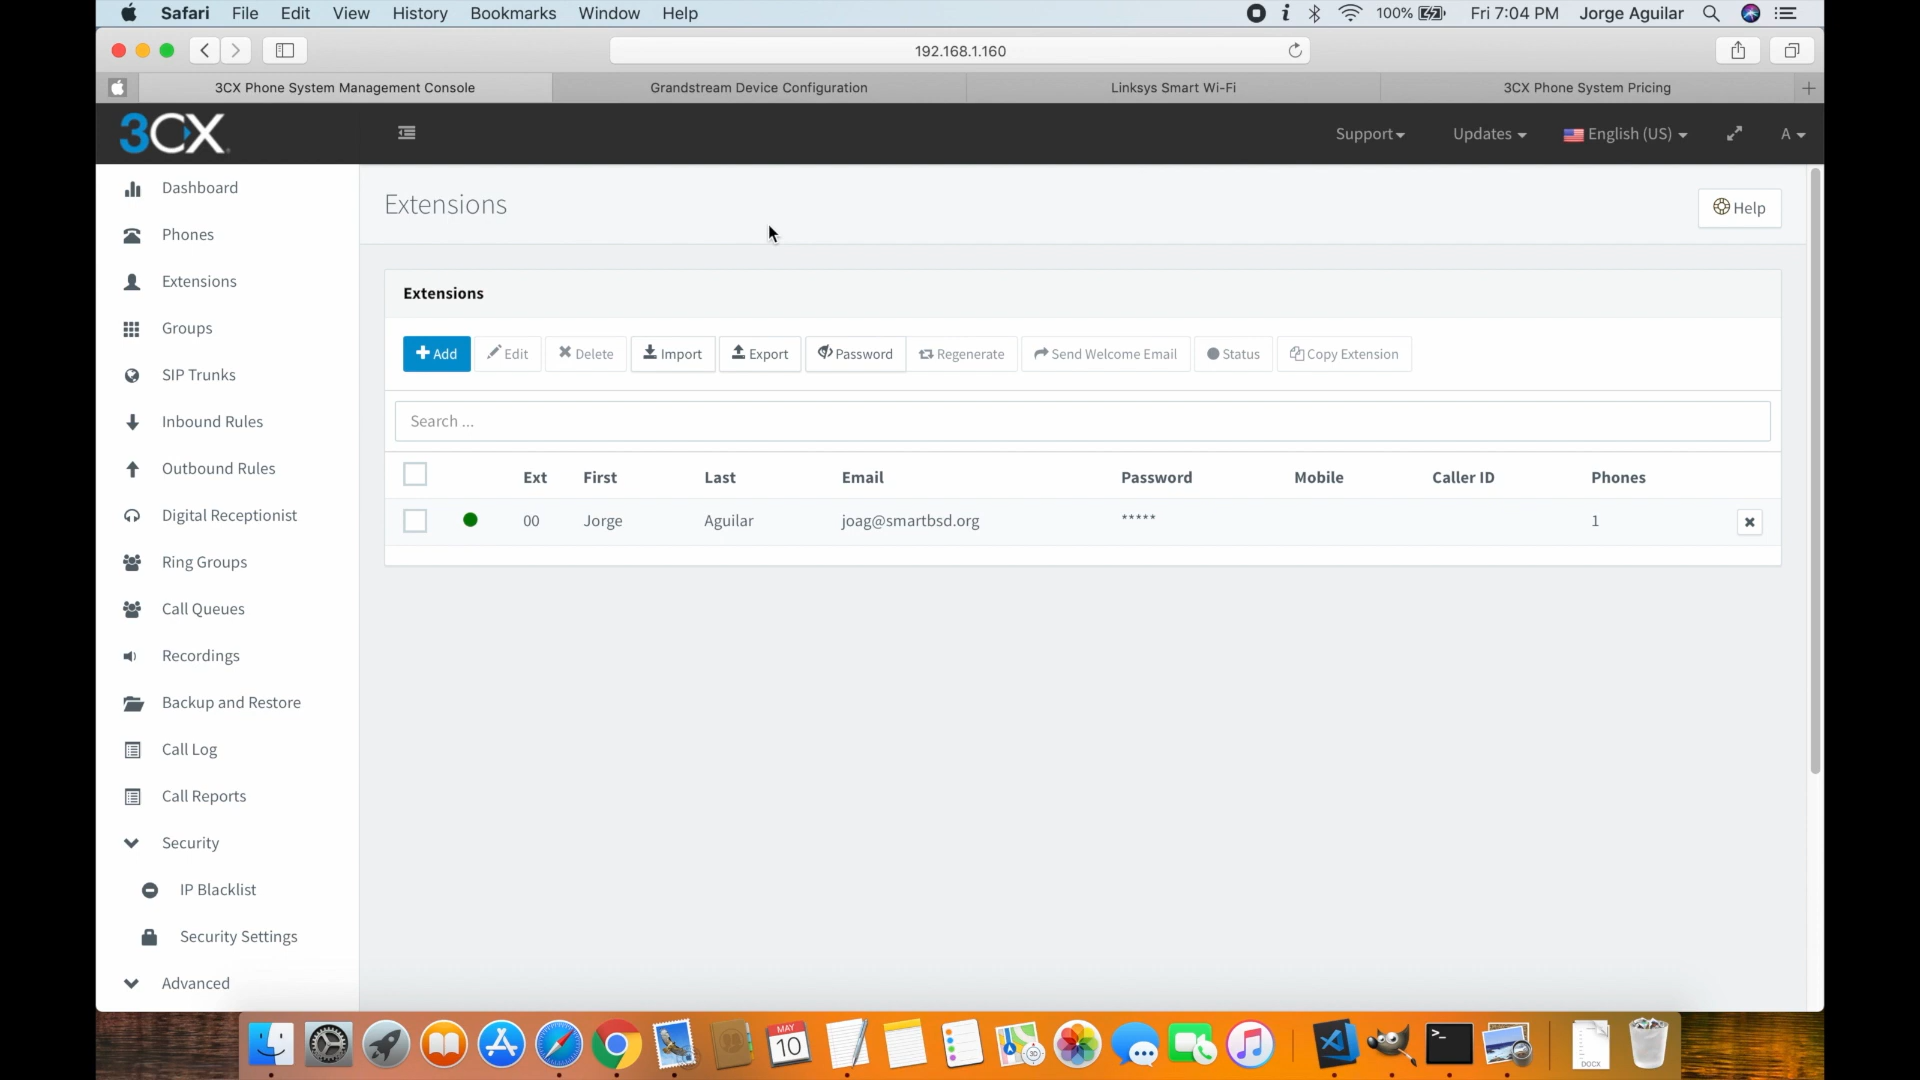 Safari File Edit View History Bookmarks Window Help 100% Fri 7:04 PM Jorge Aguilar
192.168.1.160
3CX Phone System Management Console Grandstream Device Configuration Linksys Smart Wi-Fi 3CX Phone System Pricing
3CX Support Updates English (US) A
Dashboard
Phones
Extensions
Groups
SIP Trunks
Inbound Rules
Outbound Rules
Digital Receptionist
Ring Groups
Call Queues
Recordings
Backup and Restore
Call Log
Call Reports
Security
IP Blacklist
Security Settings
Advanced
Extensions
Help
Extensions
Add Edit Delete Import Export Password Regenerate Send Welcome Email Status Copy Extension
Search ...
Ext First Last Email Password Mobile Caller ID Phones
00 Jorge Aguilar joag@smartbsd.org ***** 1
MAY
10
DOCX